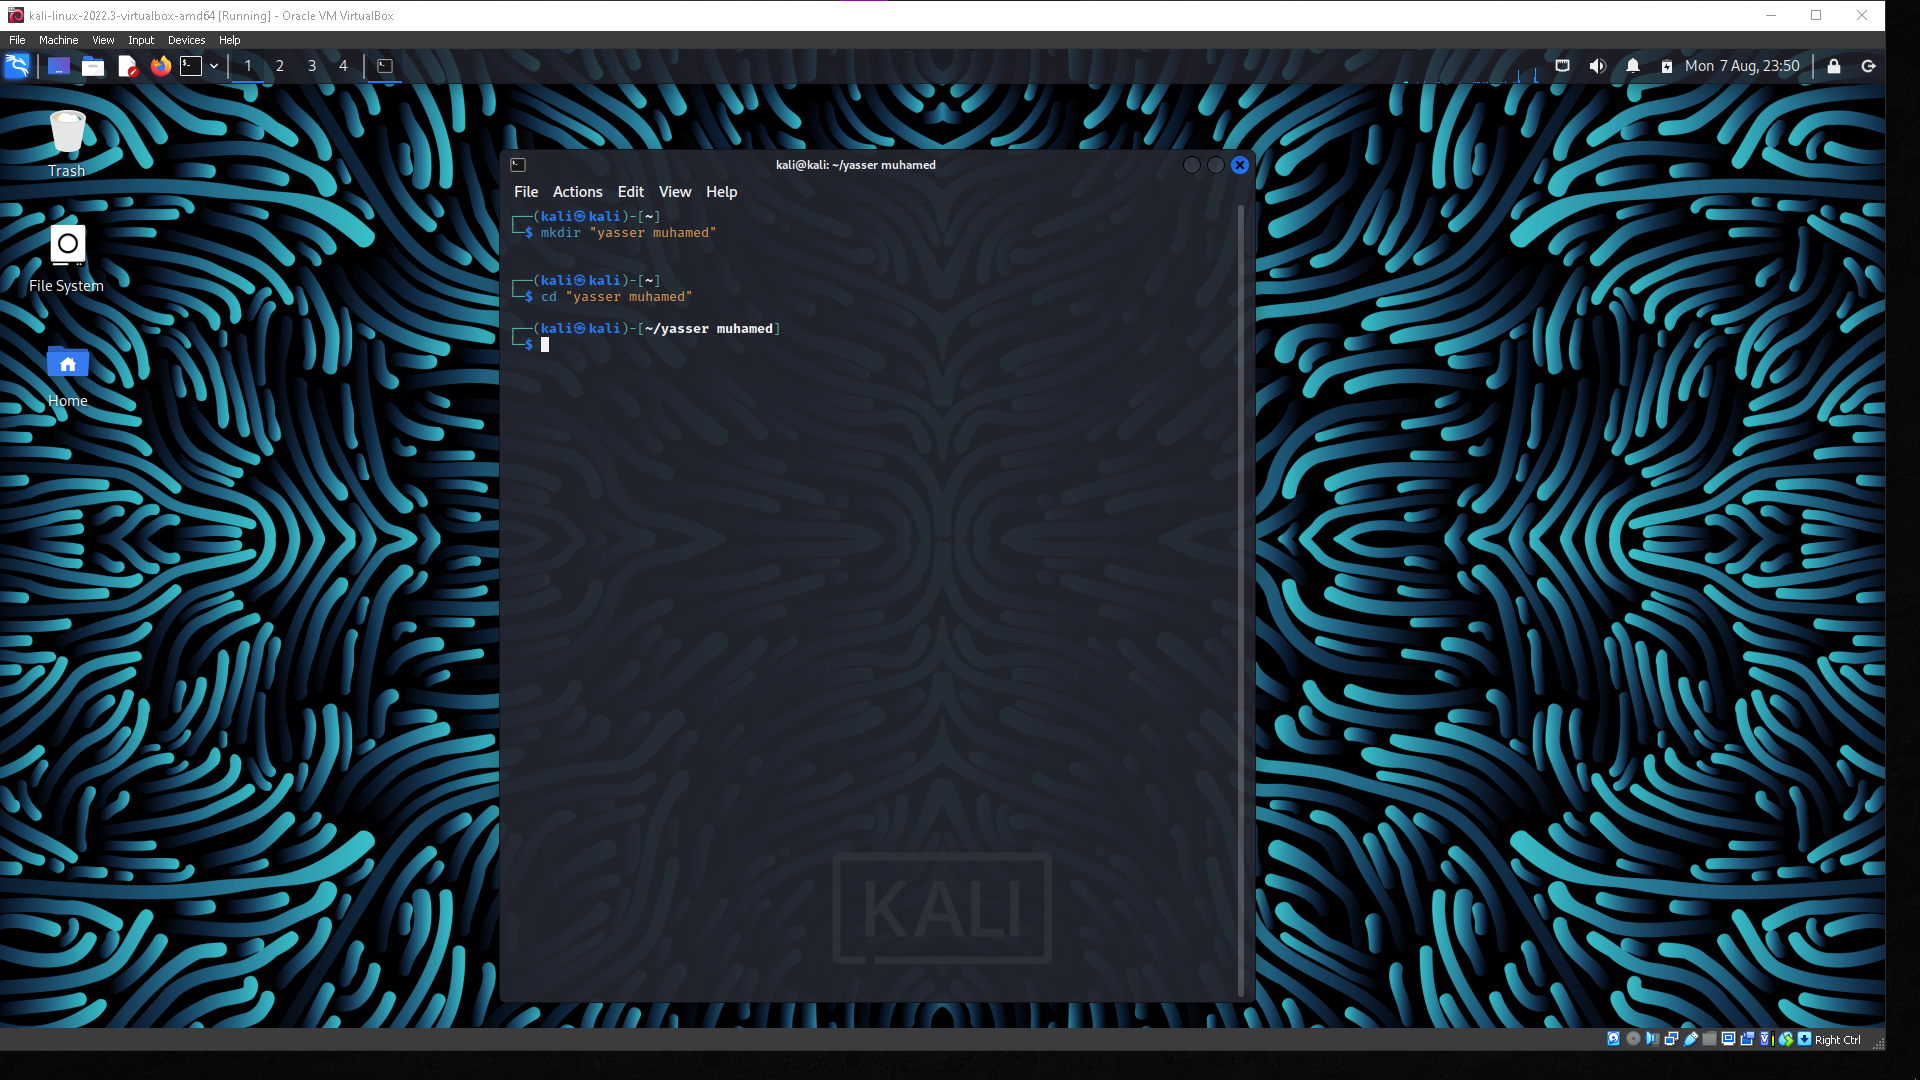 kali-linux-2022.3-virtualbox-amd64 [Running] - Oracle VM VirtualBox
File Machine View Input Devices Help
1 2 3 4
Mon 7 Aug, 23:50
Trash
File System
Home
kali@kali: ~/yasser muhamed
File Actions Edit View Help
┌──(kali㉿kali)-[~]
└─$ mkdir "yasser muhamed"
┌──(kali㉿kali)-[~]
└─$ cd "yasser muhamed"
┌──(kali㉿kali)-[~/yasser muhamed]
└─$
KALI
Right Ctrl